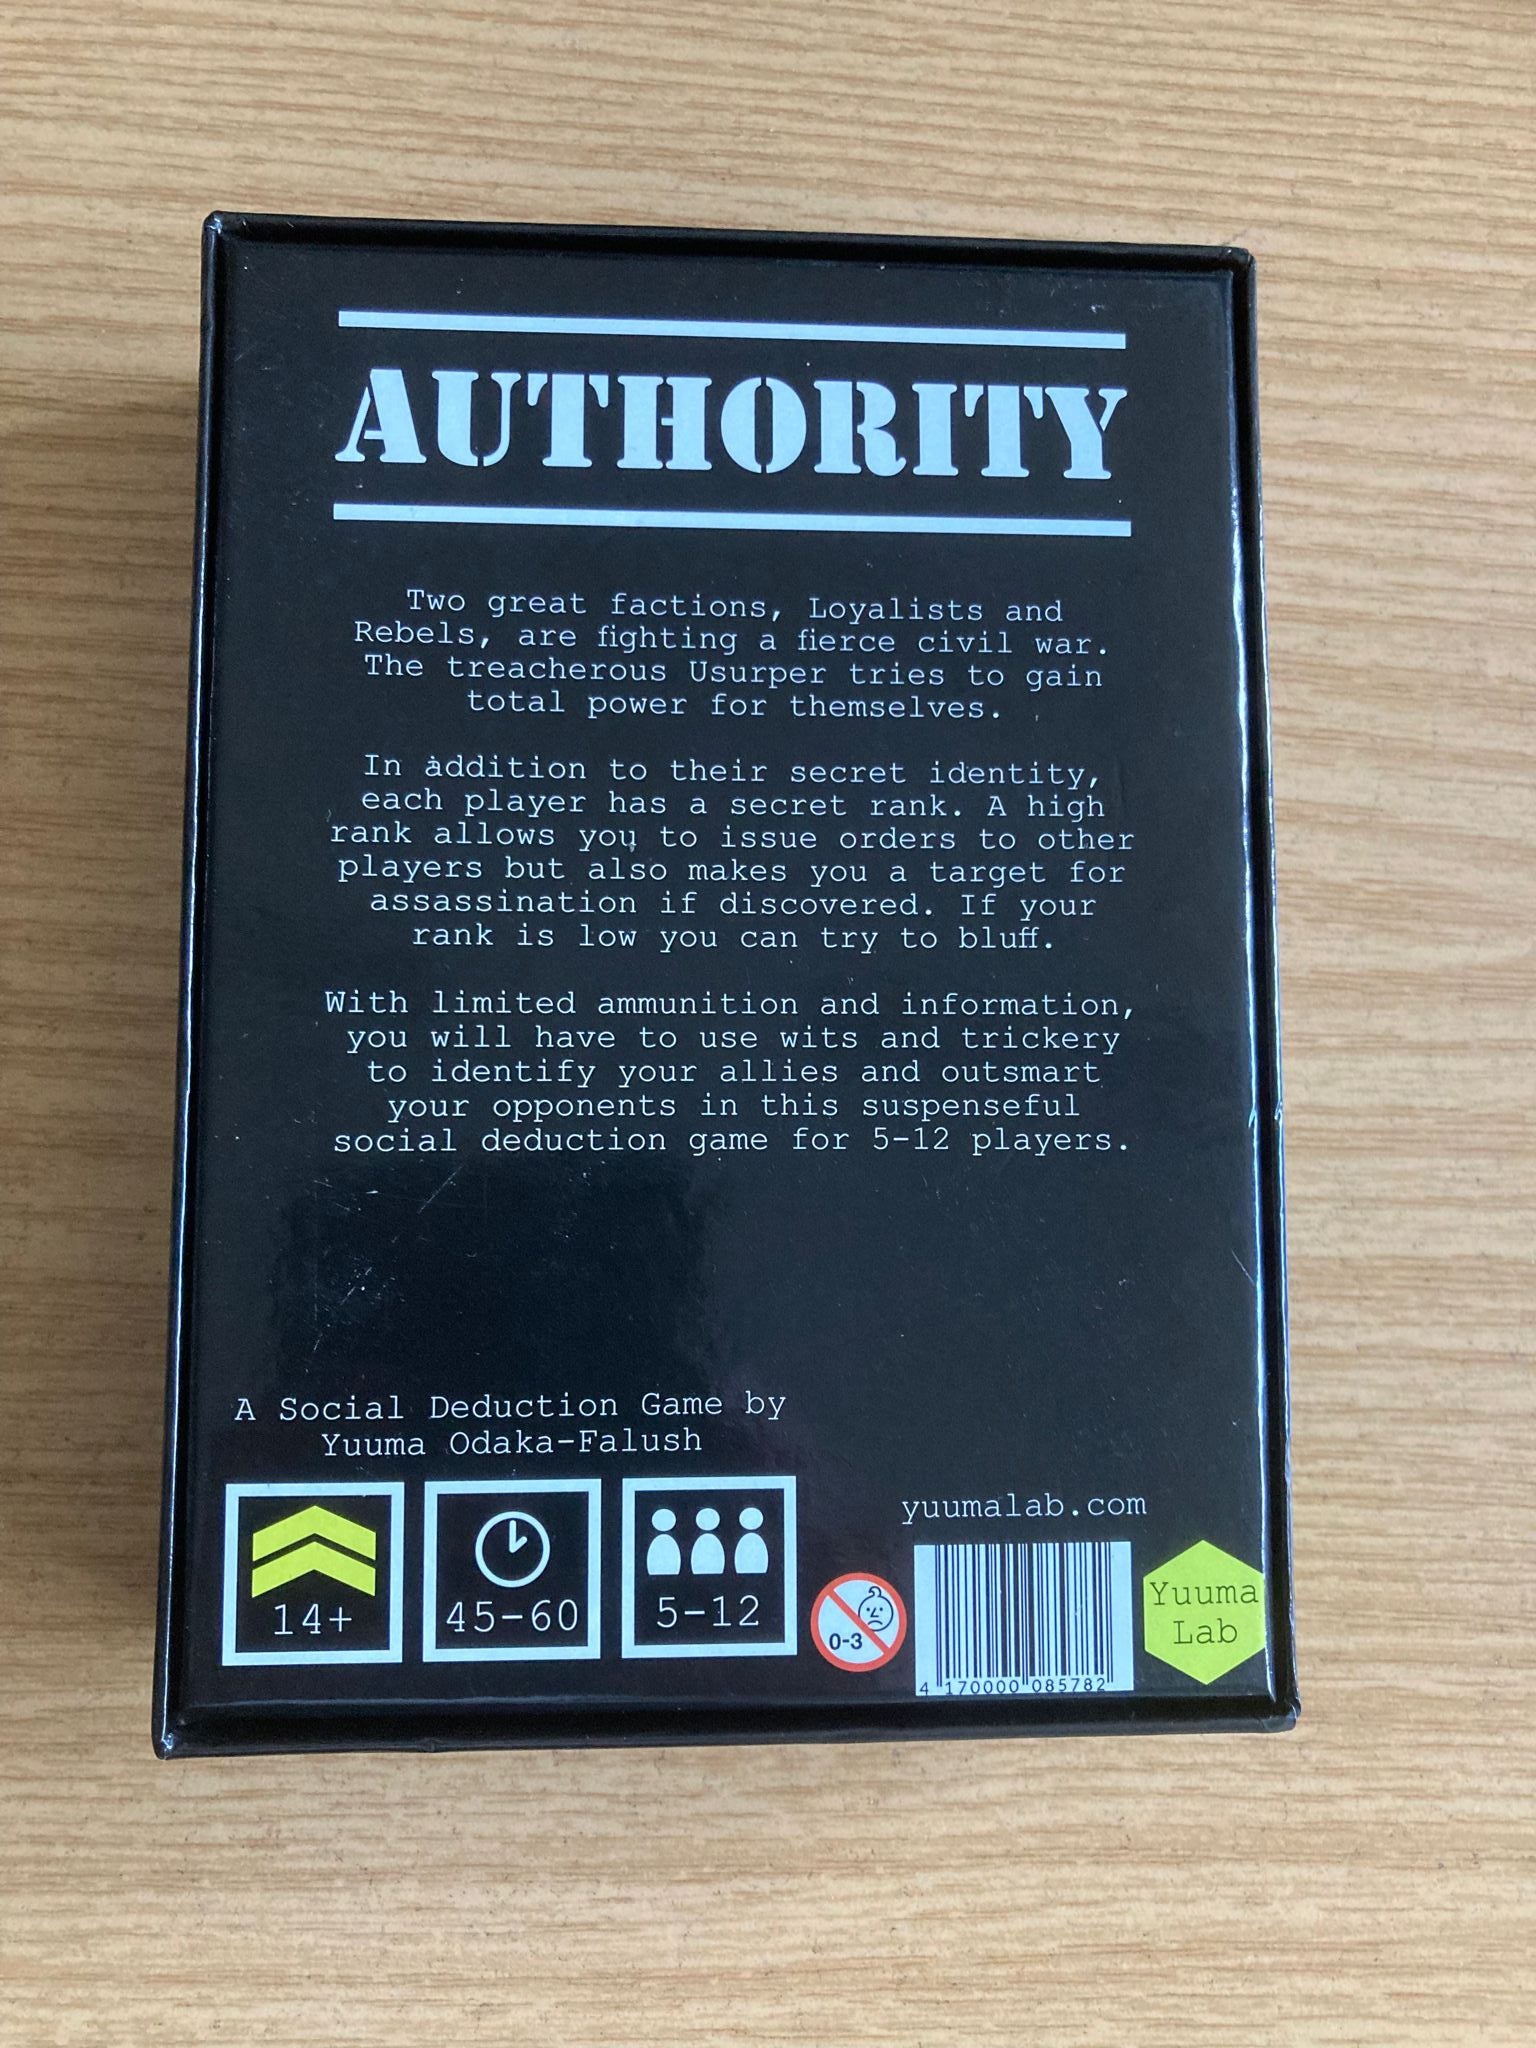 AUTHORITY
Two great factions, Loyalists and
Rebels, are fighting a fierce civil war.
The treacherous Usurper tries to gain
total power for themselves.
In addition to their secret identity,
each player has a secret rank. A high
rank allows you to issue orders to other
players but also makes you a target for
assassination if discovered. If your
rank is low you can try to bluff.
With limited ammunition and information,
you will have to use wits and trickery
to identify your allies and outsmart
your opponents in this suspenseful
social deduction game for 5-12 players.
A Social Deduction Game by
Yuuma Odaka-Falush
14+
45-60
5-12
0-3
yuumalab.com
4 170000 085782
Yuuma
Lab